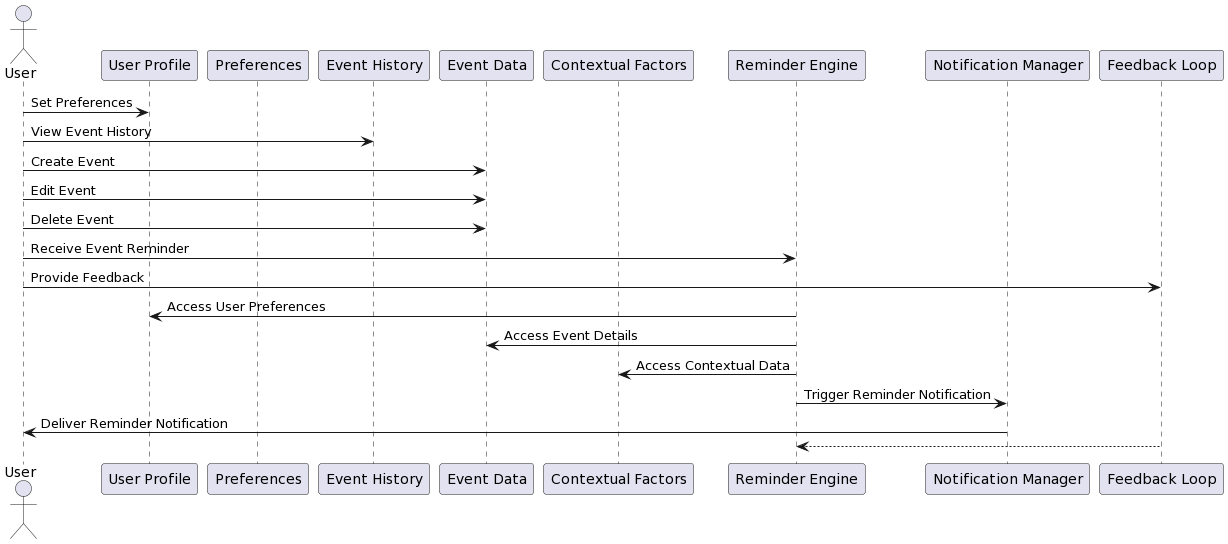 User
User Profile
Preferences
Event History
Event Data
Contextual Factors
Reminder Engine
Notification Manager
Feedback Loop
Set Preferences
View Event History
Create Event
Edit Event
Delete Event
Receive Event Reminder
Provide Feedback
Access User Preferences
Access Event Details
Access Contextual Data
Trigger Reminder Notification
Deliver Reminder Notification
User
User Profile
Preferences
Event History
Event Data
Contextual Factors
Reminder Engine
Notification Manager
Feedback Loop